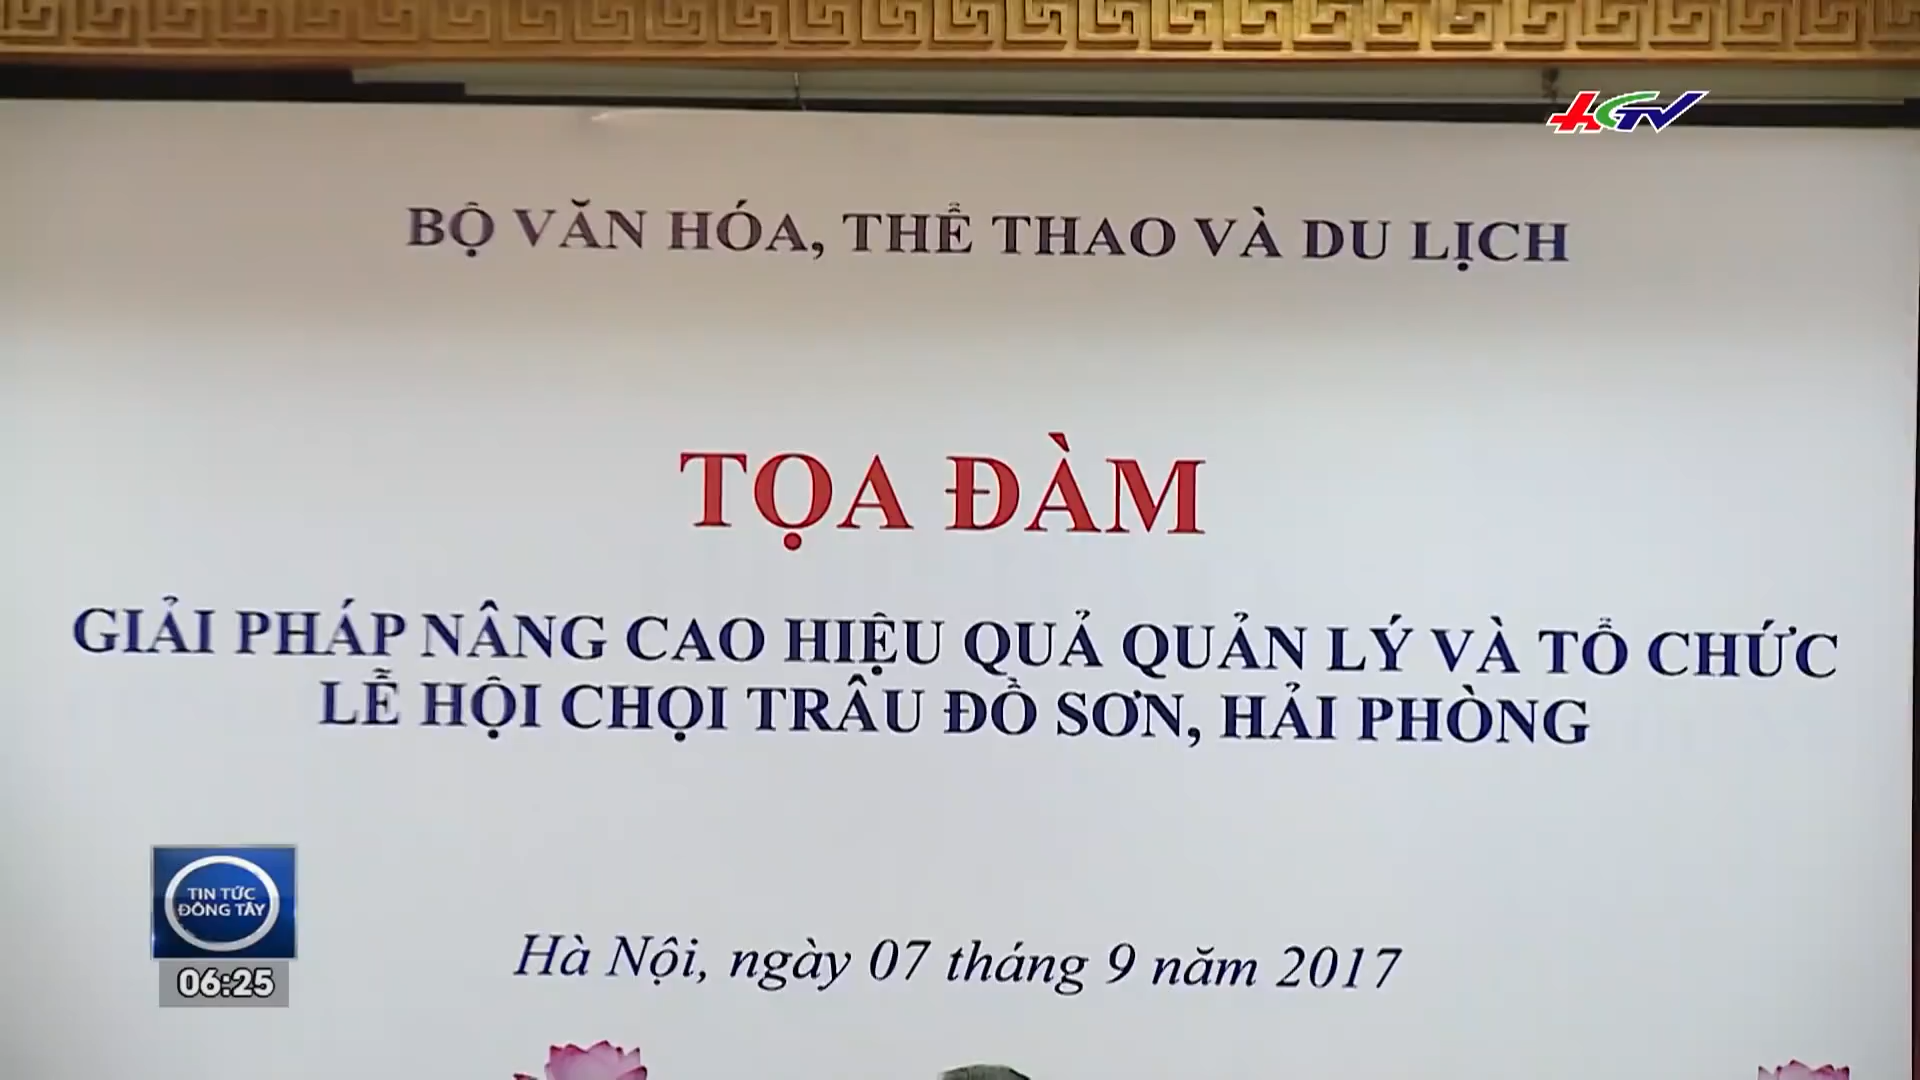 HGTV
BỘ VĂN HÓA, THỂ THAO VÀ DU LỊCH
TỌA ĐÀM
GIẢI PHÁP NÂNG CAO HIỆU QUẢ QUẢN LÝ VÀ TỔ CHỨC
LỄ HỘI CHỌI TRÂU ĐỒ SƠN, HẢI PHÒNG
TIN TỨC
ĐÔNG TÂY
06:25
Hà Nội, ngày 07 tháng 9 năm 2017